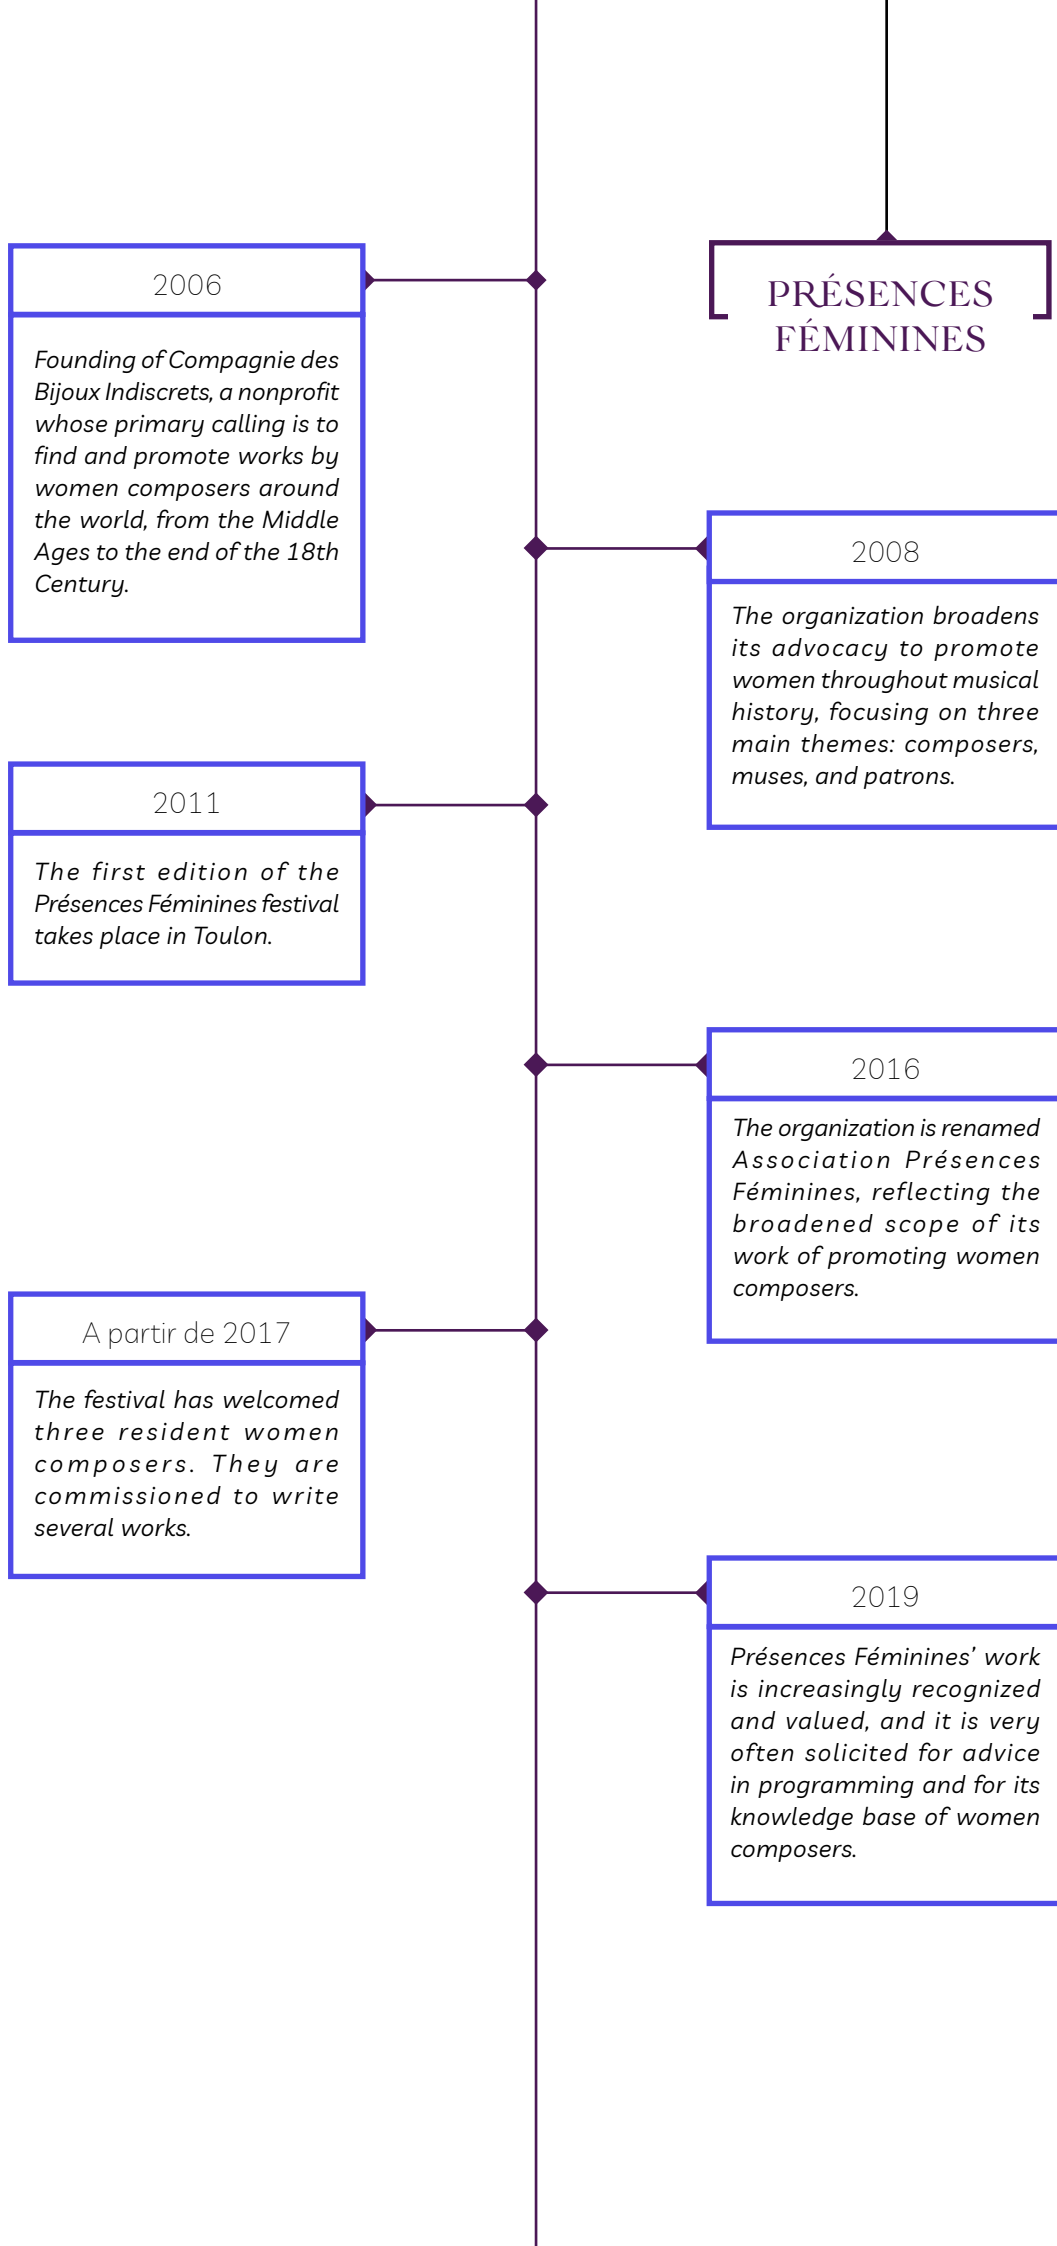 PRÉSENCES
FÉMININES
2006
Founding of Compagnie des
Bijoux Indiscrets, a nonprofit
whose primary calling is to
find and promote works by
women composers around
the world, from the Middle
Ages to the end of the 18th
Century.
2008
The organization broadens
its advocacy to promote
women throughout musical
history, focusing on three
main themes: composers,
muses, and patrons.
2011
The first edition of the
Présences Féminines festival
takes place in Toulon.
2016
The organization is renamed
Association Présences
Féminines, reflecting the
broadened scope of its
work of promoting women
composers.
A partir de 2017
The festival has welcomed
three resident women
composers. They are
commissioned to write
several works.
2019
Présences Féminines’ work
is increasingly recognized
and valued, and it is very
often solicited for advice
in programming and for its
knowledge base of women
composers.